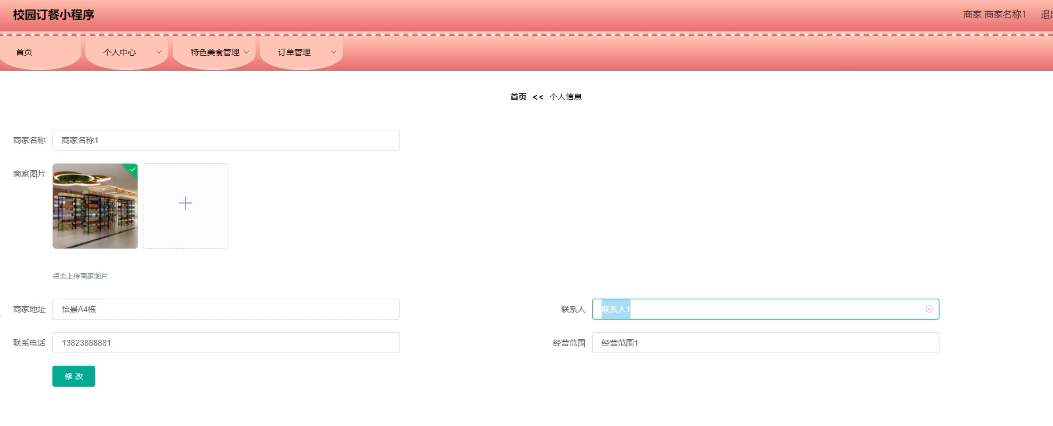 校园订餐小程序
商家 商家名称1
首页 个人中心 特色美食管理 订单管理
首页 << 个人信息
商家名称 商家名称1
商家图片
点击上传商家图片
商家地址 怡景A4栋 联系人 联系人1
联系电话 13823888881 经营范围 经营范围1
修改